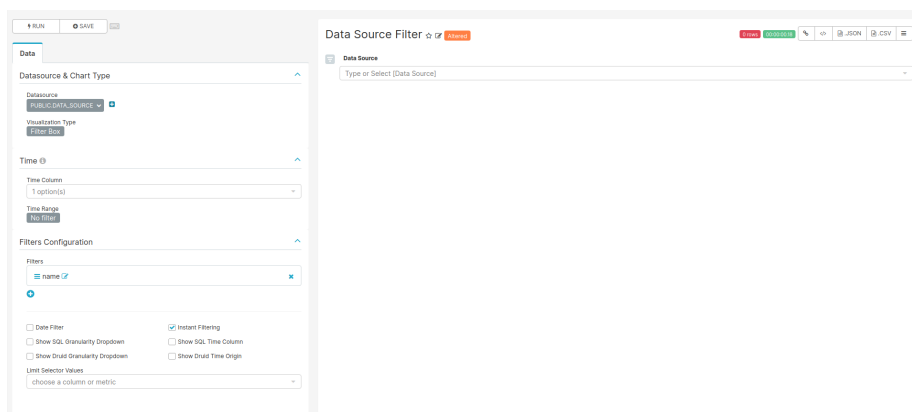 RUN
SAVE
Data Source Filter
Altered
0 rows
00:00:00.19
</>
.JSON
.CSV
Data
Datasource & Chart Type
Datasource
PUBLIC.DATA_SOURCE
Visualization Type
Filter Box
Time
Time Column
1 option(s)
Time Range
No filter
Filters Configuration
Filters
name
Date Filter
Instant Filtering
Show SQL Granularity Dropdown
Show SQL Time Column
Show Druid Granularity Dropdown
Show Druid Time Origin
Limit Selector Values
choose a column or metric
Data Source
Type or Select [Data Source]